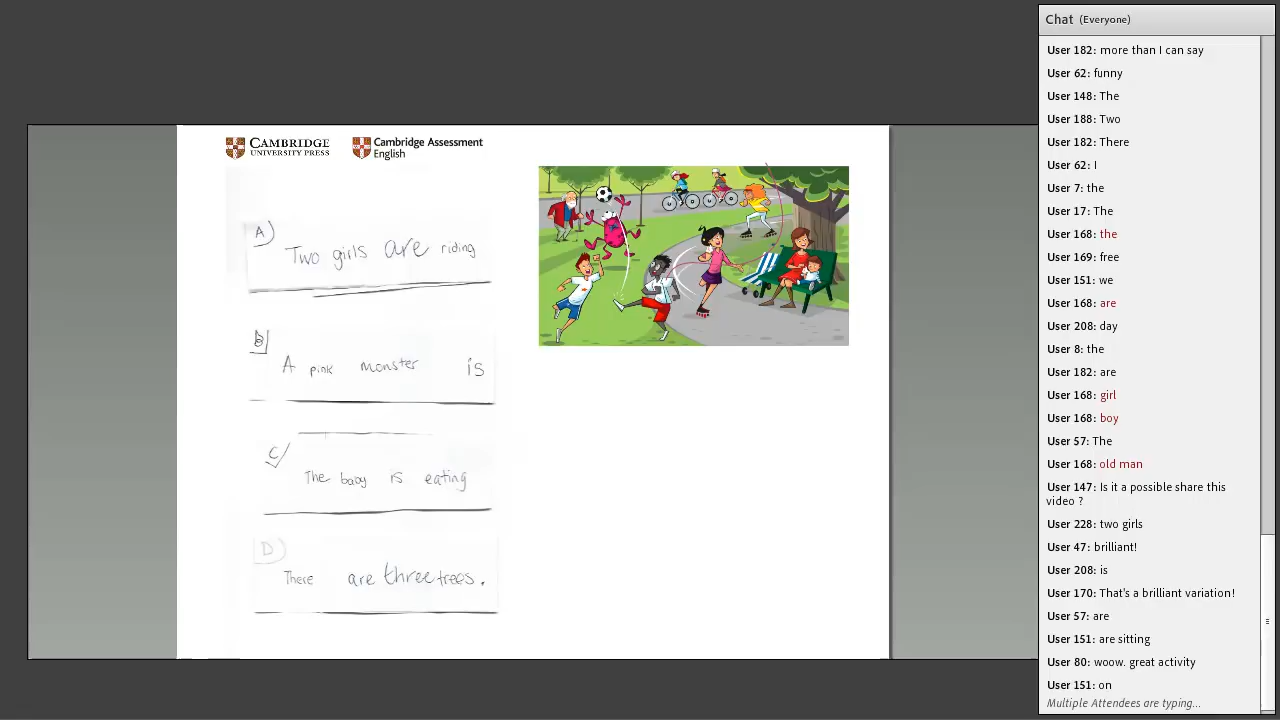 CAMBRIDGE
UNIVERSITY PRESS
Cambridge Assessment
English
A)
Two girls are riding
B
A pink monster is
C
The baby is eating
D)
There are three trees.
Chat (Everyone)
User 182: more than I can say
User 62: funny
User 148: The
User 188: Two
User 182: There
User 62: I
User 7: the
User 17: The
User 168: the
User 169: free
User 151: we
User 168: are
User 208: day
User 8: the
User 182: are
User 168: girl
User 168: boy
User 57: The
User 168: old man
User 147: Is it a possible share this
video ?
User 228: two girls
User 47: brilliant!
User 208: is
User 170: That's a brilliant variation!
User 57: are
User 151: are sitting
User 80: woow. great activity
User 151: on
Multiple Attendees are typing...